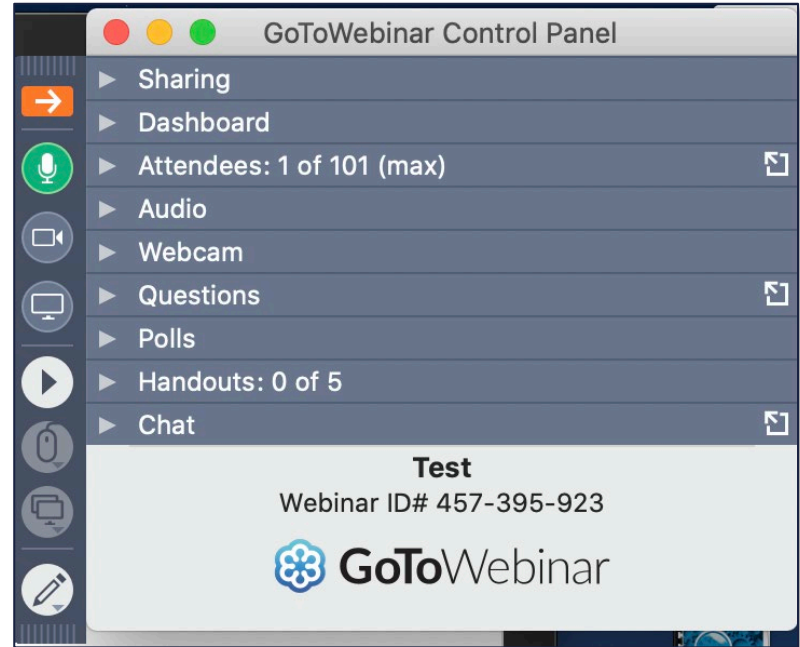 GoToWebinar Control Panel
Sharing
Dashboard
Attendees: 1 of 101 (max)
Audio
Webcam
Questions
Polls
Handouts: 0 of 5
Chat
Test
Webinar ID# 457-395-923
GoToWebinar